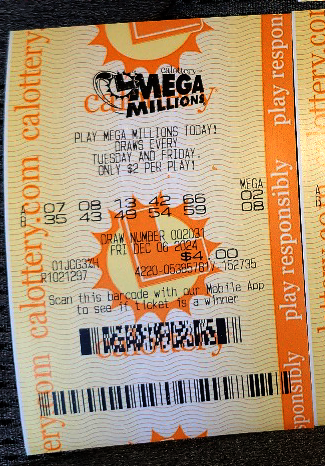 calottery
MEGA
MILLIONS
PLAY MEGA MILLIONS TODAY!
DRAWS EVERY
TUESDAY AND FRIDAY.
ONLY $2 PER PLAY!
MEGA
A 07 08 13 42 66 02
B 35 43 49 54 59 08
DRAW NUMBER 002031
FRI DEC 06 2024
$4.00
R1021297
Scan this barcode with our Mobile App
to see if ticket is a winner
calottery.com calottery
play responsibly play respon